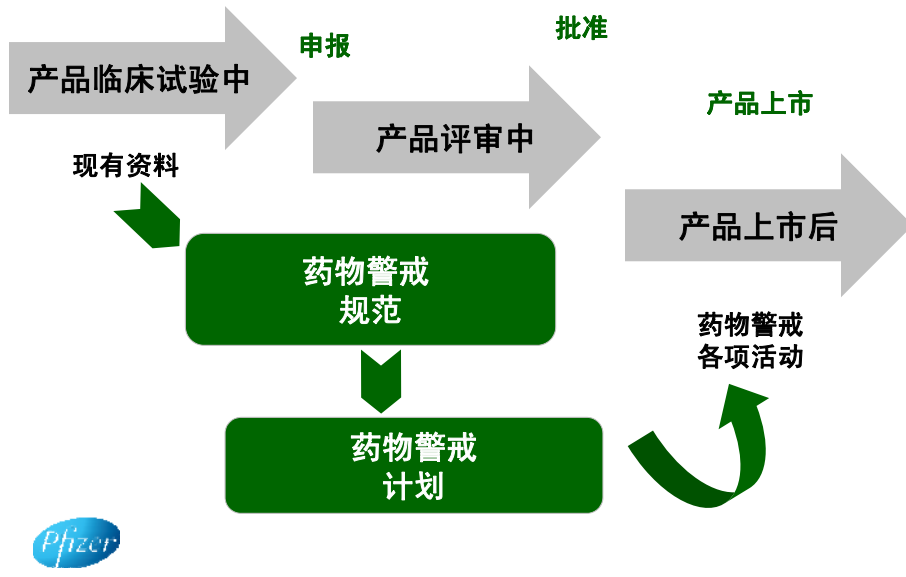 申报
批准
产品临床试验中
产品上市
产品评审中
现有资料
产品上市后
药物警戒
规范
药物警戒
各项活动
药物警戒
计划
Pfizer